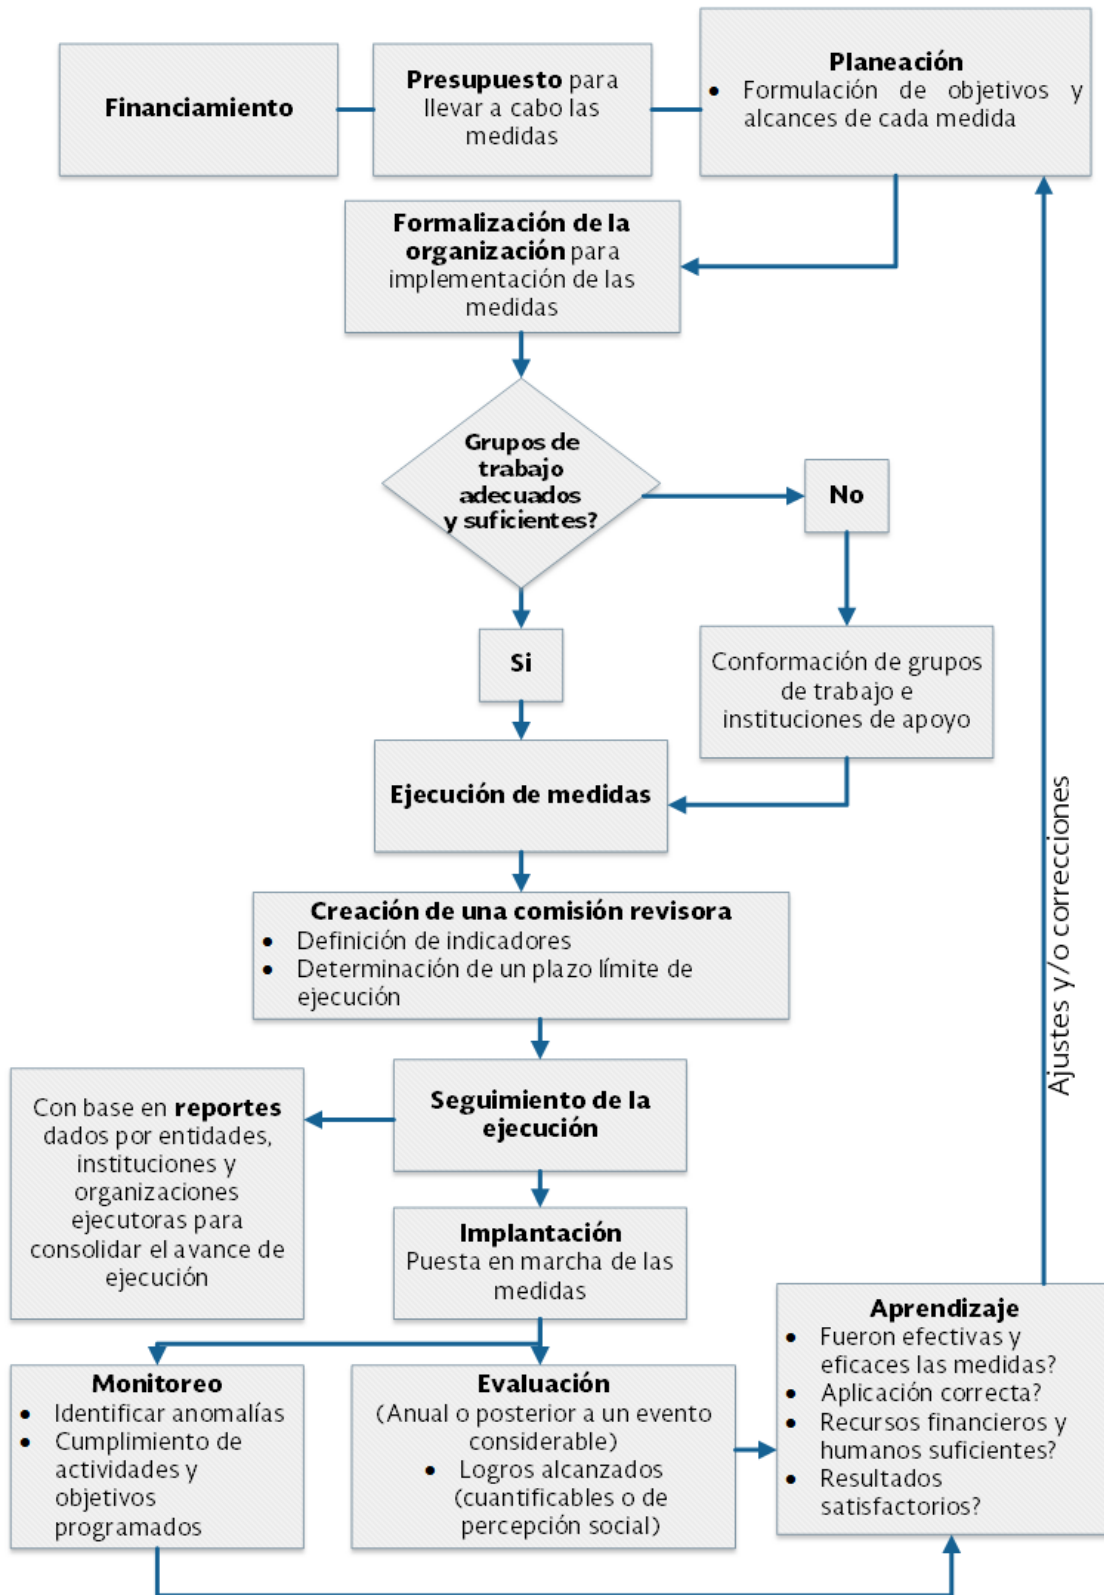 Financiamiento
Presupuesto para
llevar a cabo las
medidas
Planeación
• Formulación de objetivos y
alcances de cada medida
Formalización de la
organización para
implementación de las
medidas
Grupos de
trabajo
adecuados
y suficientes?
No
Si
Conformación de grupos
de trabajo e
instituciones de apoyo
Ejecución de medidas
Creación de una comisión revisora
• Definición de indicadores
• Determinación de un plazo límite de
ejecución
Seguimiento de la
ejecución
Con base en reportes
dados por entidades,
instituciones y
organizaciones
ejecutoras para
consolidar el avance de
ejecución
Implantación
Puesta en marcha de las
medidas
Monitoreo
• Identificar anomalías
• Cumplimiento de
actividades y
objetivos
programados
Evaluación
(Anual o posterior a un evento
considerable)
• Logros alcanzados
(cuantificables o de
percepción social)
Aprendizaje
• Fueron efectivas y
eficaces las medidas?
• Aplicación correcta?
• Recursos financieros y
humanos suficientes?
• Resultados
satisfactorios?
Ajustes y/o correcciones